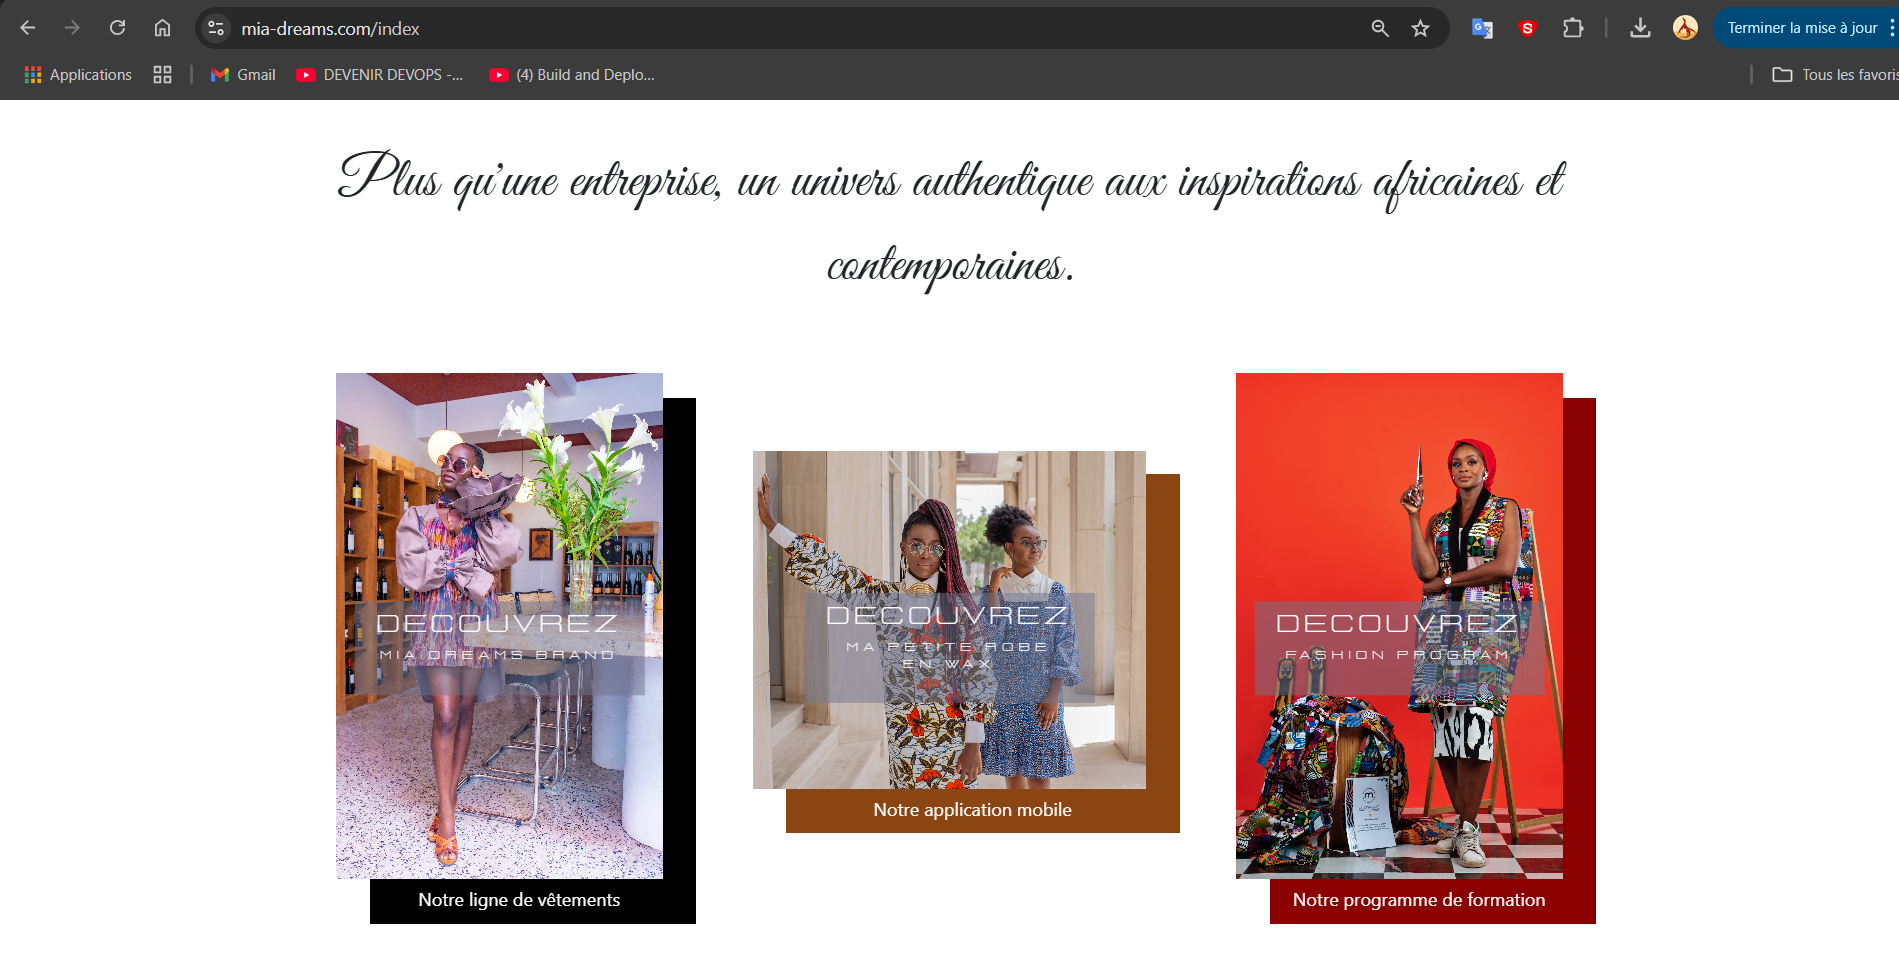 mia-dreams.com/index
Terminer la mise à jour
Applications
Gmail
DEVENIR DEVOPS -...
(4) Build and Deplo...
Tous les favoris
Plus qu'une entreprise, un univers authentique aux inspirations africaines et
contemporaines.
DECOUVREZ
MIA DREAMS BRAND
Notre ligne de vêtements
DECOUVREZ
MA PETITE ROBE
EN WAX
Notre application mobile
DECOUVREZ
FASHION PROGRAM
Notre programme de formation